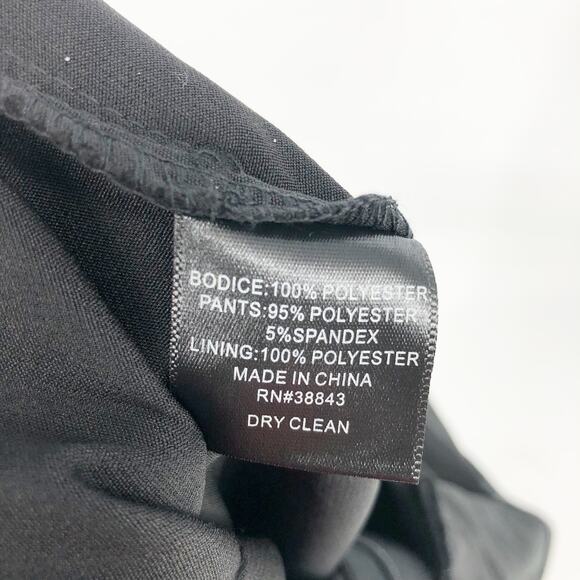 BODICE:100% POLYESTER
PANTS:95% POLYESTER
5%SPANDEX
LINING:100% POLYESTER
MADE IN CHINA
RN#38843
DRY CLEAN